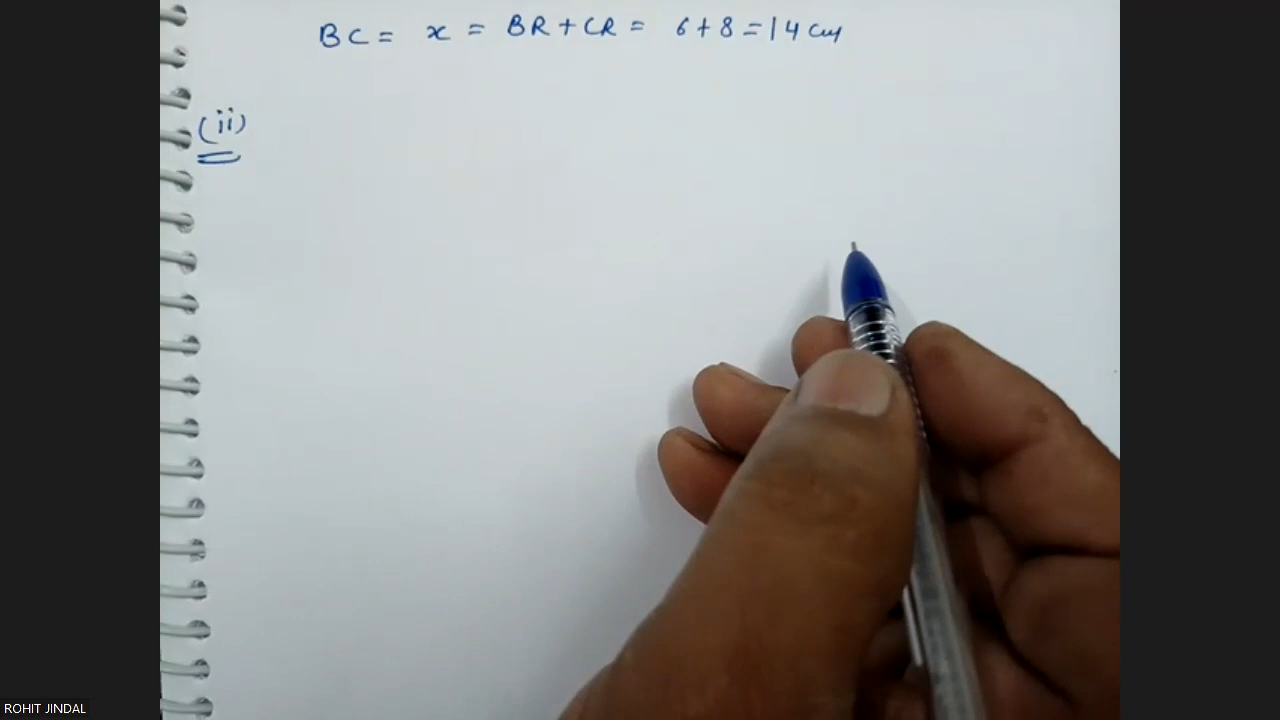 BC = x = BR + CR = 6 + 8 = 14 cm
(ii)
ROHIT JINDAL